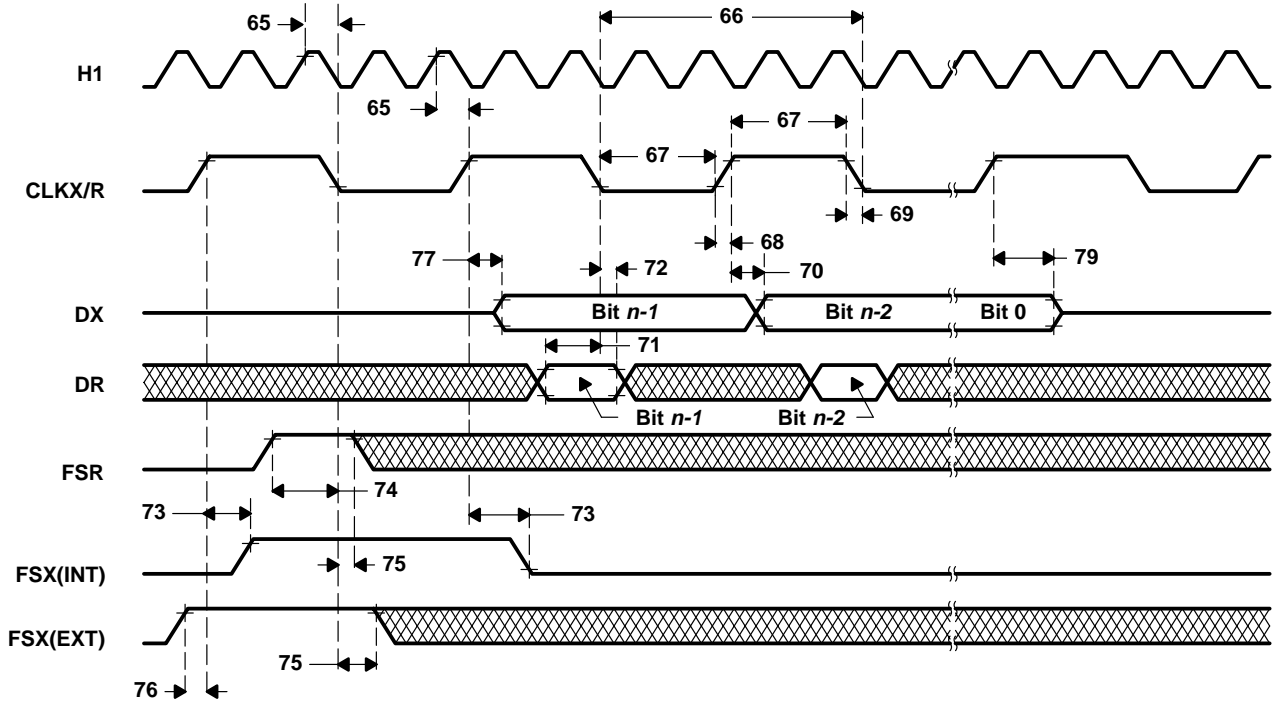 65
66
H1
65
67
67
CLKX/R
69
68
77
72
70
79
DX
Bit n-1
Bit n-2
Bit 0
71
DR
Bit n-1
Bit n-2
FSR
74
73
73
75
FSX(INT)
FSX(EXT)
75
76